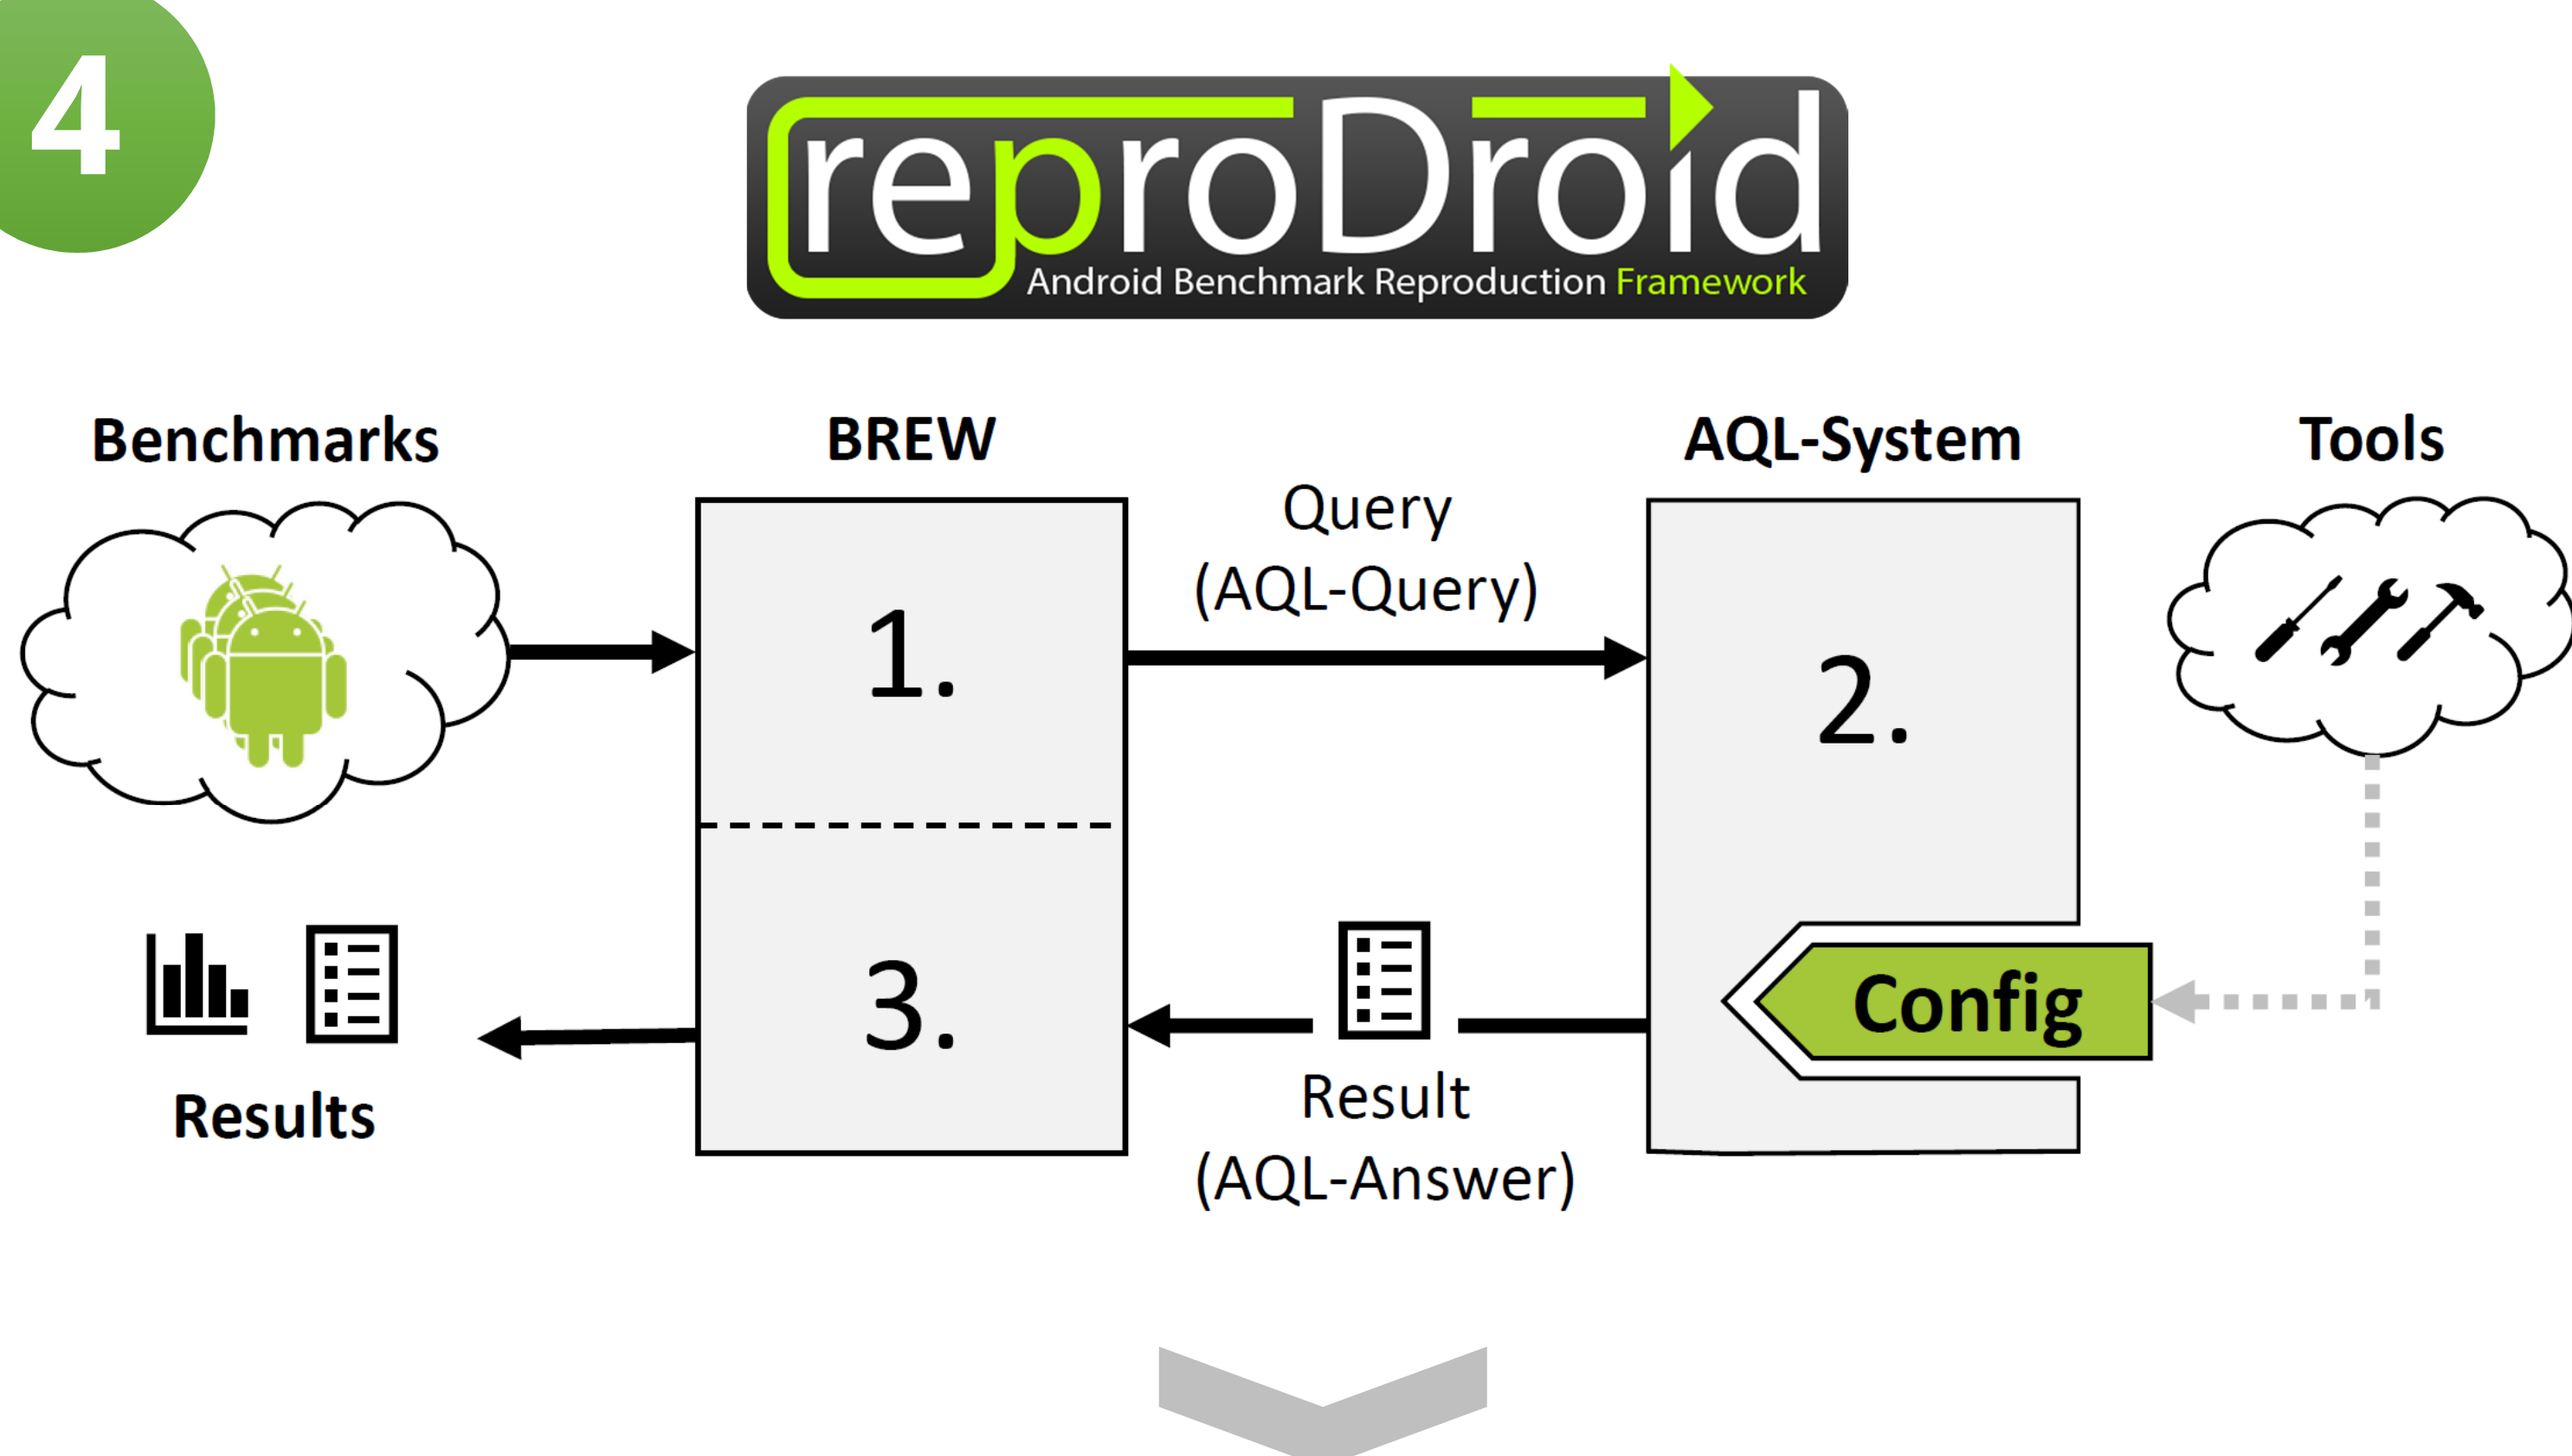 4
reproDroid
Android Benchmark Reproduction Framework
Benchmarks
BREW
AQL-System
Tools
Query
(AQL-Query)
1.
2.
3.
Config
Result
(AQL-Answer)
Results